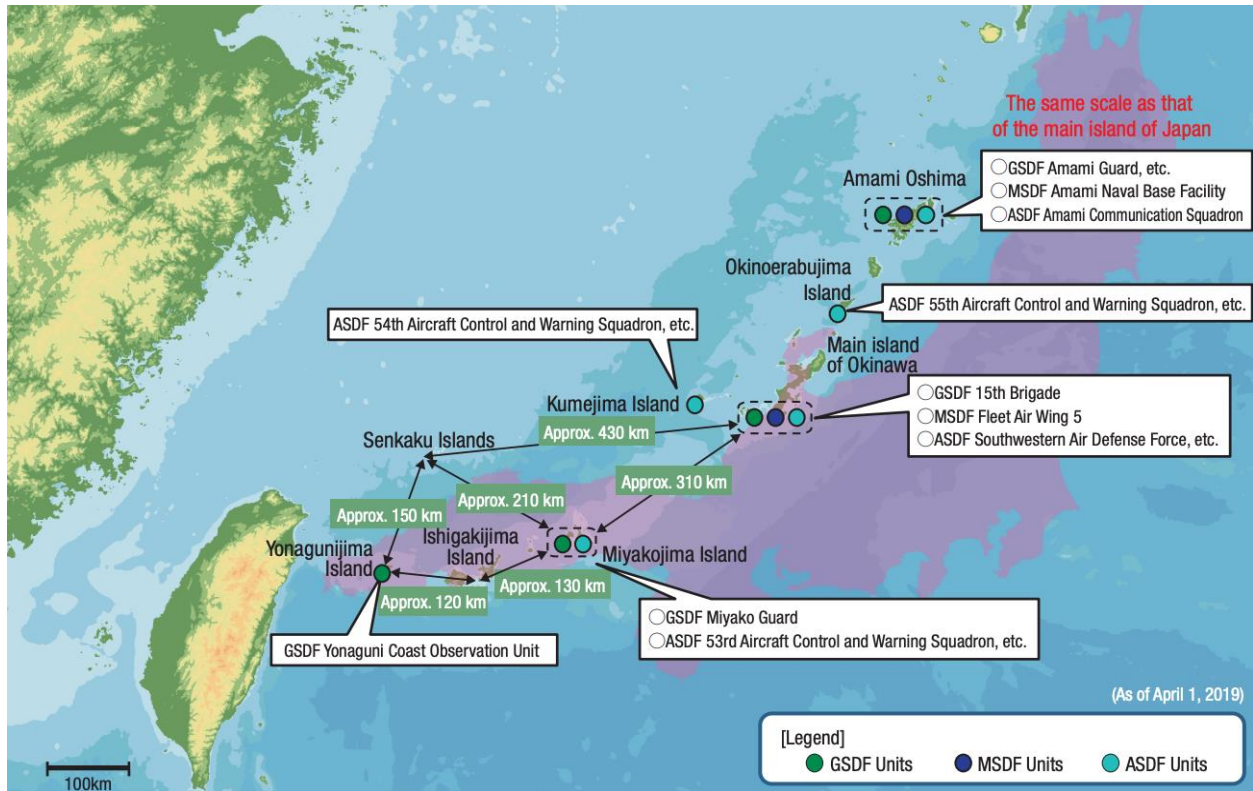 The same scale as that
of the main island of Japan
Amami Oshima
○GSDF Amami Guard, etc.
○MSDF Amami Naval Base Facility
○ASDF Amami Communication Squadron
Okinoerabujima
Island
ASDF 55th Aircraft Control and Warning Squadron, etc.
ASDF 54th Aircraft Control and Warning Squadron, etc.
Main island
of Okinawa
Kumejima Island
○GSDF 15th Brigade
○MSDF Fleet Air Wing 5
○ASDF Southwestern Air Defense Force, etc.
Approx. 430 km
Senkaku Islands
Approx. 310 km
Approx. 210 km
Approx. 150 km
Ishigakijima
Island
Yonagunijima
Island
Miyakojima Island
Approx. 130 km
Approx. 120 km
○GSDF Miyako Guard
○ASDF 53rd Aircraft Control and Warning Squadron, etc.
GSDF Yonaguni Coast Observation Unit
(As of April 1, 2019)
[Legend]
GSDF Units
MSDF Units
ASDF Units
100km